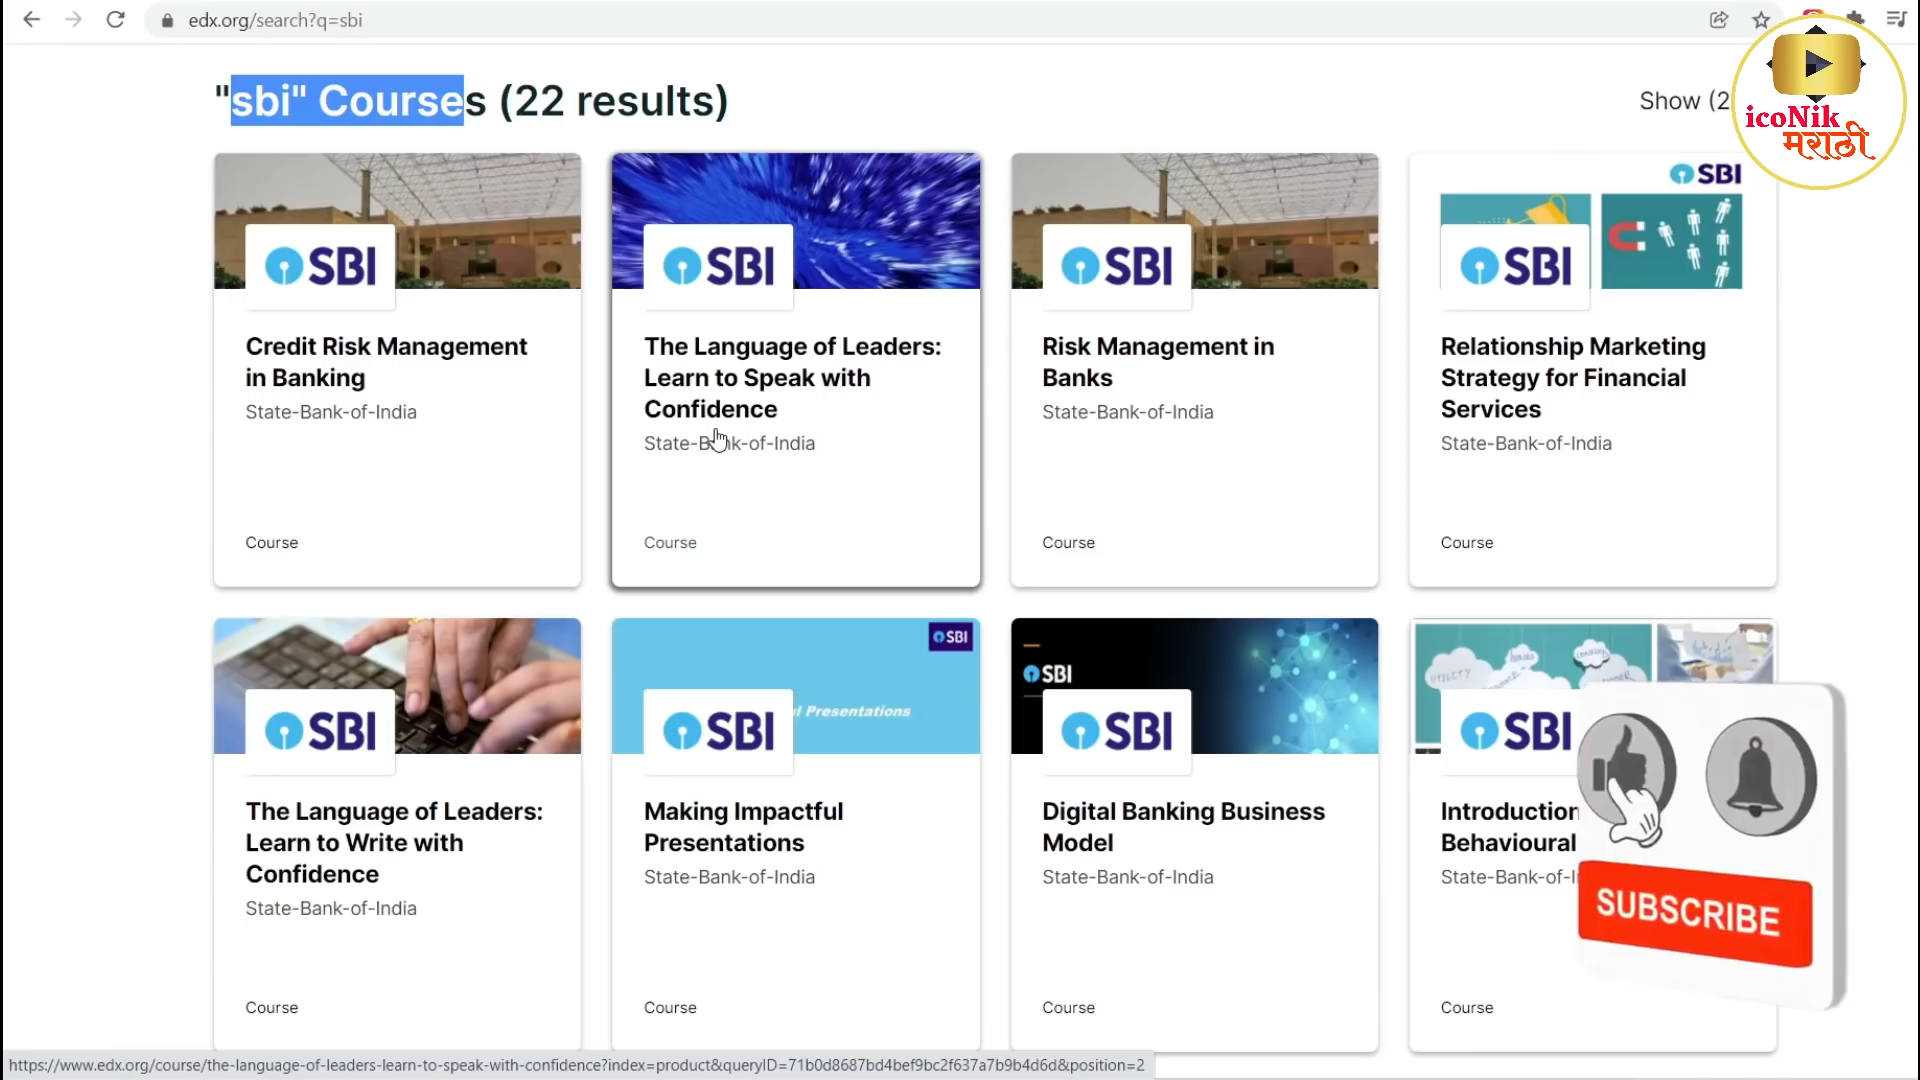 edx.org/search?q=sbi
"sbi" Courses (22 results)
Show (2
icoNik
मराठी
SBI
SBI
SBI
SBI
SBI
Credit Risk Management
in Banking
State-Bank-of-India
Course
The Language of Leaders:
Learn to Speak with
Confidence
State-Bank-of-India
Course
Risk Management in
Banks
State-Bank-of-India
Course
Relationship Marketing
Strategy for Financial
Services
State-Bank-of-India
Course
SBI
SBI
l Presentations
SBI
SBI
SBI
UTILITY
SBI
The Language of Leaders:
Learn to Write with
Confidence
State-Bank-of-India
Course
Making Impactful
Presentations
State-Bank-of-India
Course
Digital Banking Business
Model
State-Bank-of-India
Course
Introduction
Behavioural
State-Bank-of-I
Course
SUBSCRIBE
https://www.edx.org/course/the-language-of-leaders-learn-to-speak-with-confidence?index=product&queryID=71b0d8687bd4bef9bc2f637a7b9b4d6d&position=2